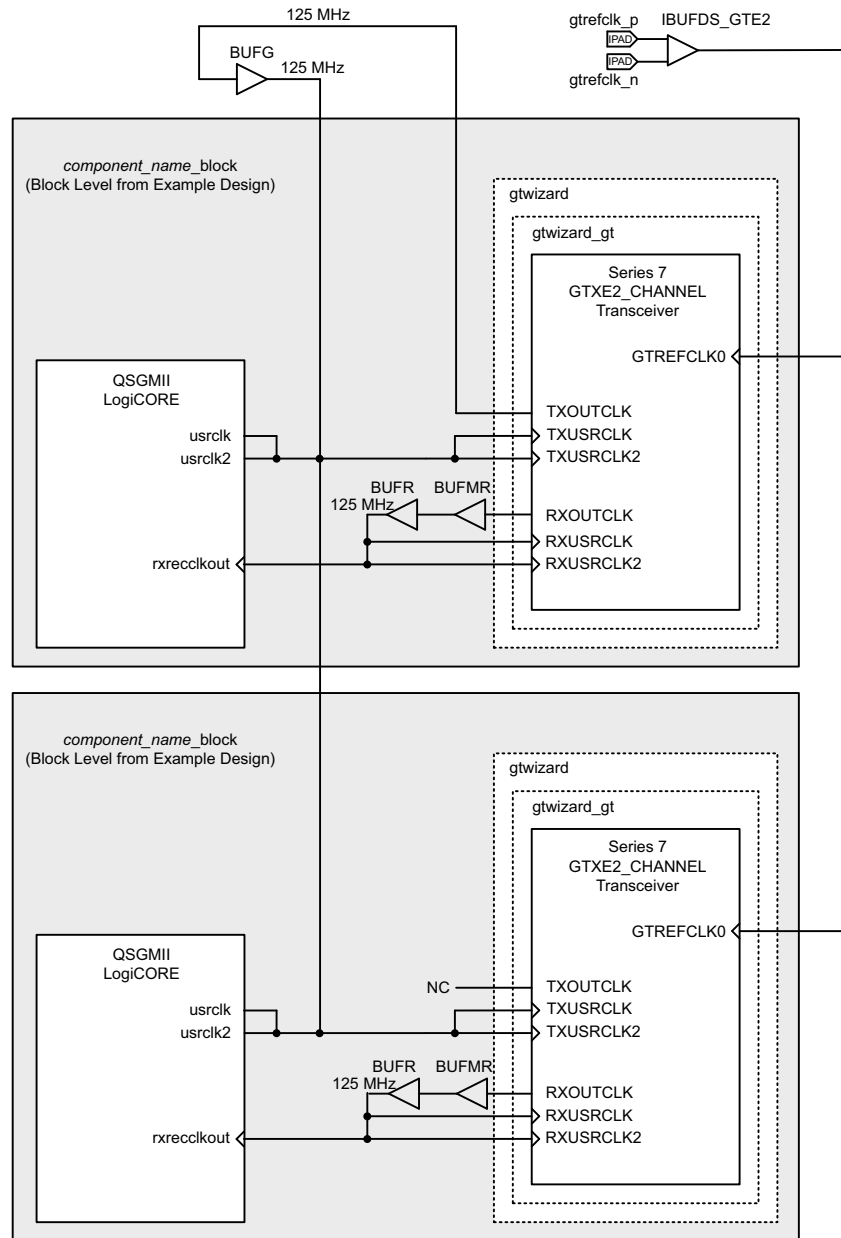 125 MHz
BUFG
125 MHz
gtrefclk_p
IBUFDS_GTE2
IPAD
IPAD
gtrefclk_n
component_name_block
(Block Level from Example Design)
gtwizard
gtwizard_gt
Series 7
GTXE2_CHANNEL
Transceiver
GTREFCLK0
QSGMII
LogiCORE
TXOUTCLK
usrclk
TXUSRCLK
usrclk2
TXUSRCLK2
BUFR
BUFMR
125 MHz
RXOUTCLK
RXUSRCLK
rxrecclkout
RXUSRCLK2
component_name_block
(Block Level from Example Design)
gtwizard
gtwizard_gt
Series 7
GTXE2_CHANNEL
Transceiver
GTREFCLK0
QSGMII
LogiCORE
NC
TXOUTCLK
usrclk
TXUSRCLK
usrclk2
TXUSRCLK2
BUFR
BUFMR
125 MHz
RXOUTCLK
RXUSRCLK
rxrecclkout
RXUSRCLK2